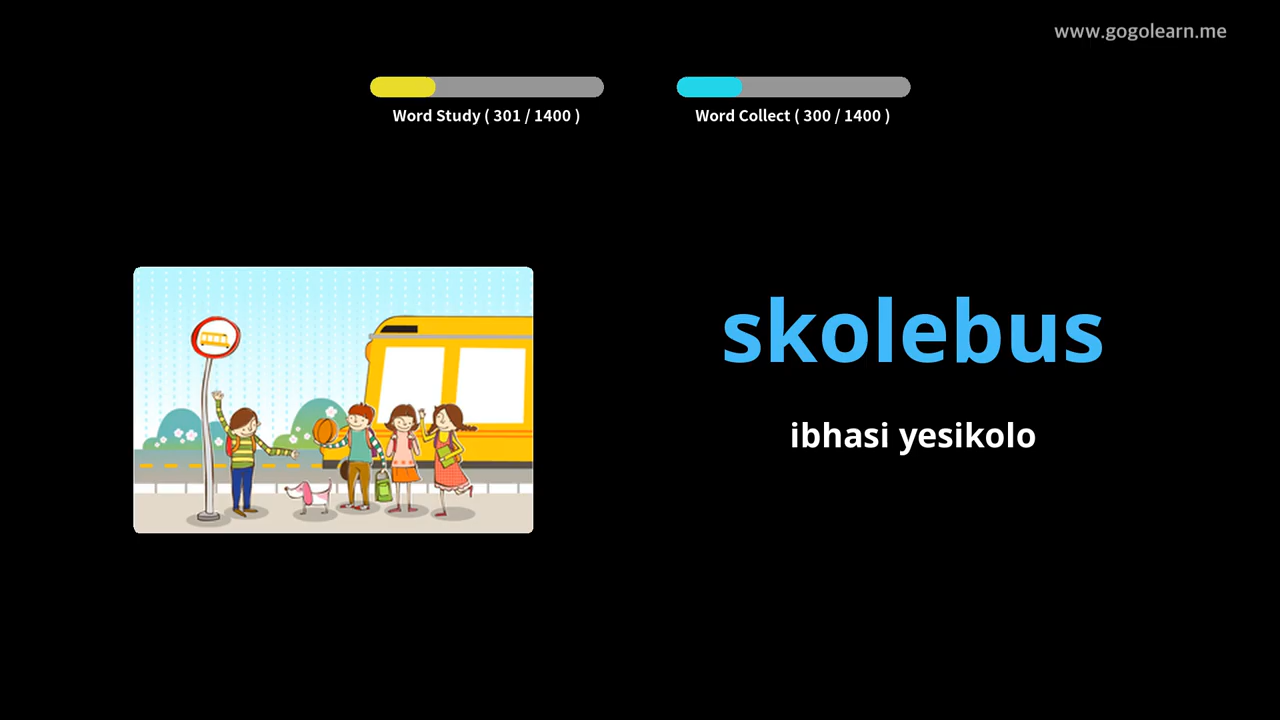 www.gogolearn.me
Word Study ( 301 / 1400 )
Word Collect ( 300 / 1400 )
skolebus
ibhasi yesikolo